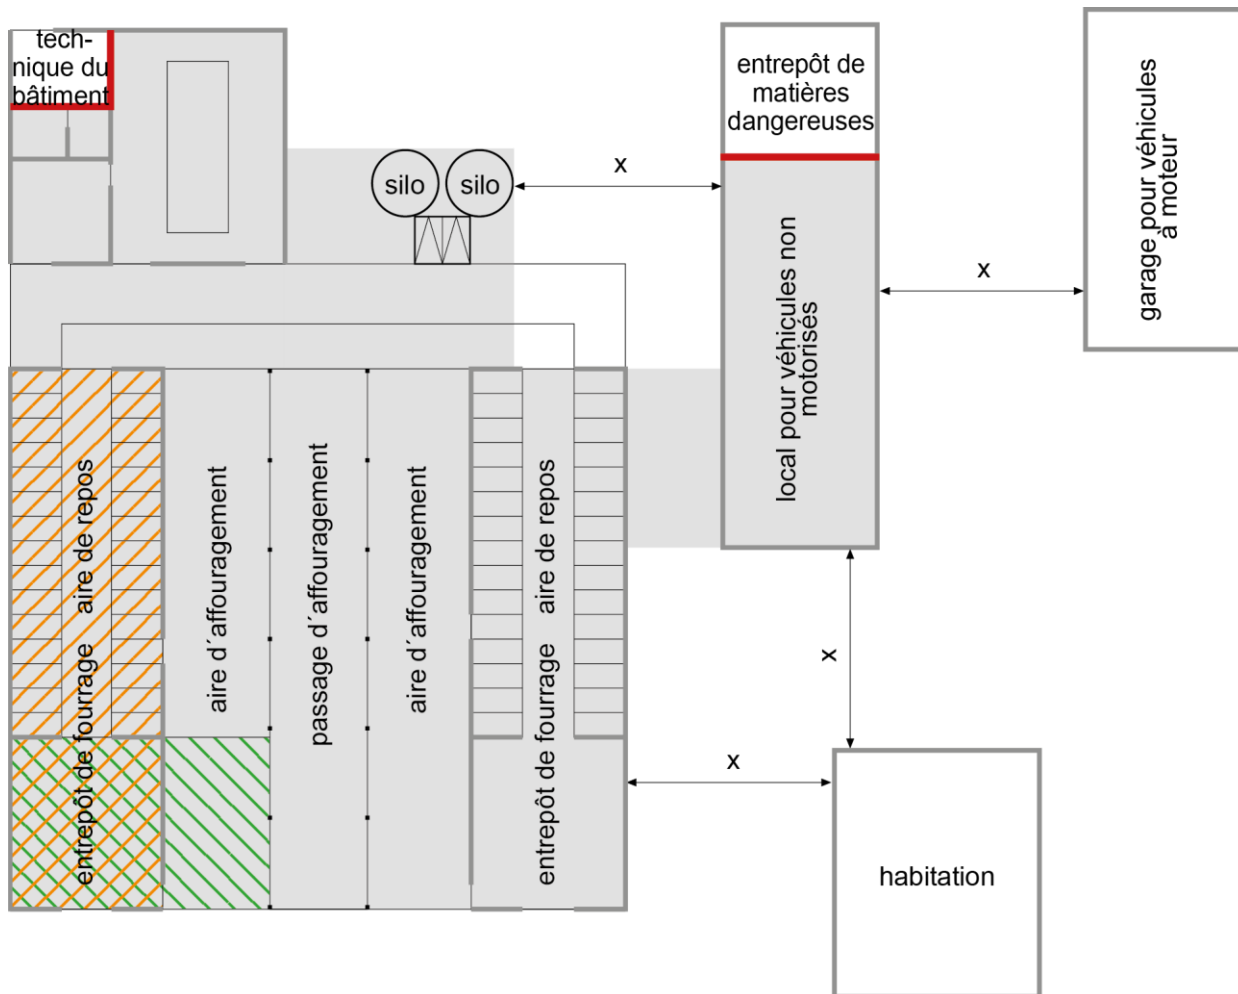 tech-
nique du
bâtiment
silo
silo
x
entrepôt de
matières
dangereuses
x
garage pour véhicules
à moteur
local pour véhicules non
motorisés
entrepôt de fourrage aire de repos
aire d´affouragement
passage d´affouragement
aire d´affouragement
entrepôt de fourrage aire de repos
x
x
habitation